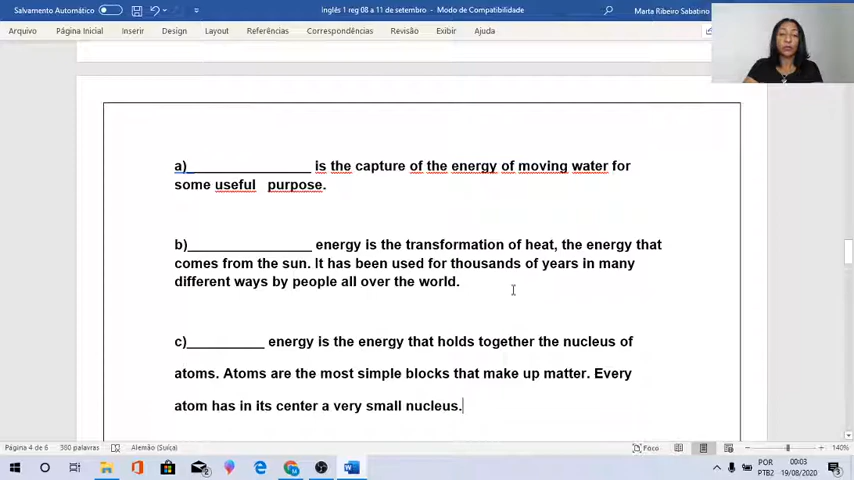 Salvamento Automático
Inglês 1 reg 08 a 11 de setembro - Modo de Compatibilidade
Marta Ribeiro Sabatino
Arquivo Página Inicial Inserir Design Layout Referências Correspondências Revisão Exibir Ajuda
a)_________________ is the capture of the energy of moving water for
some useful purpose.
b)_________________ energy is the transformation of heat, the energy that
comes from the sun. It has been used for thousands of years in many
different ways by people all over the world.
c)__________ energy is the energy that holds together the nucleus of
atoms. Atoms are the most simple blocks that make up matter. Every
atom has in its center a very small nucleus.
Página 4 de 6 380 palavras Alemão (Suíça) Foco 140%
POR 00:03
PTB2 19/08/2020